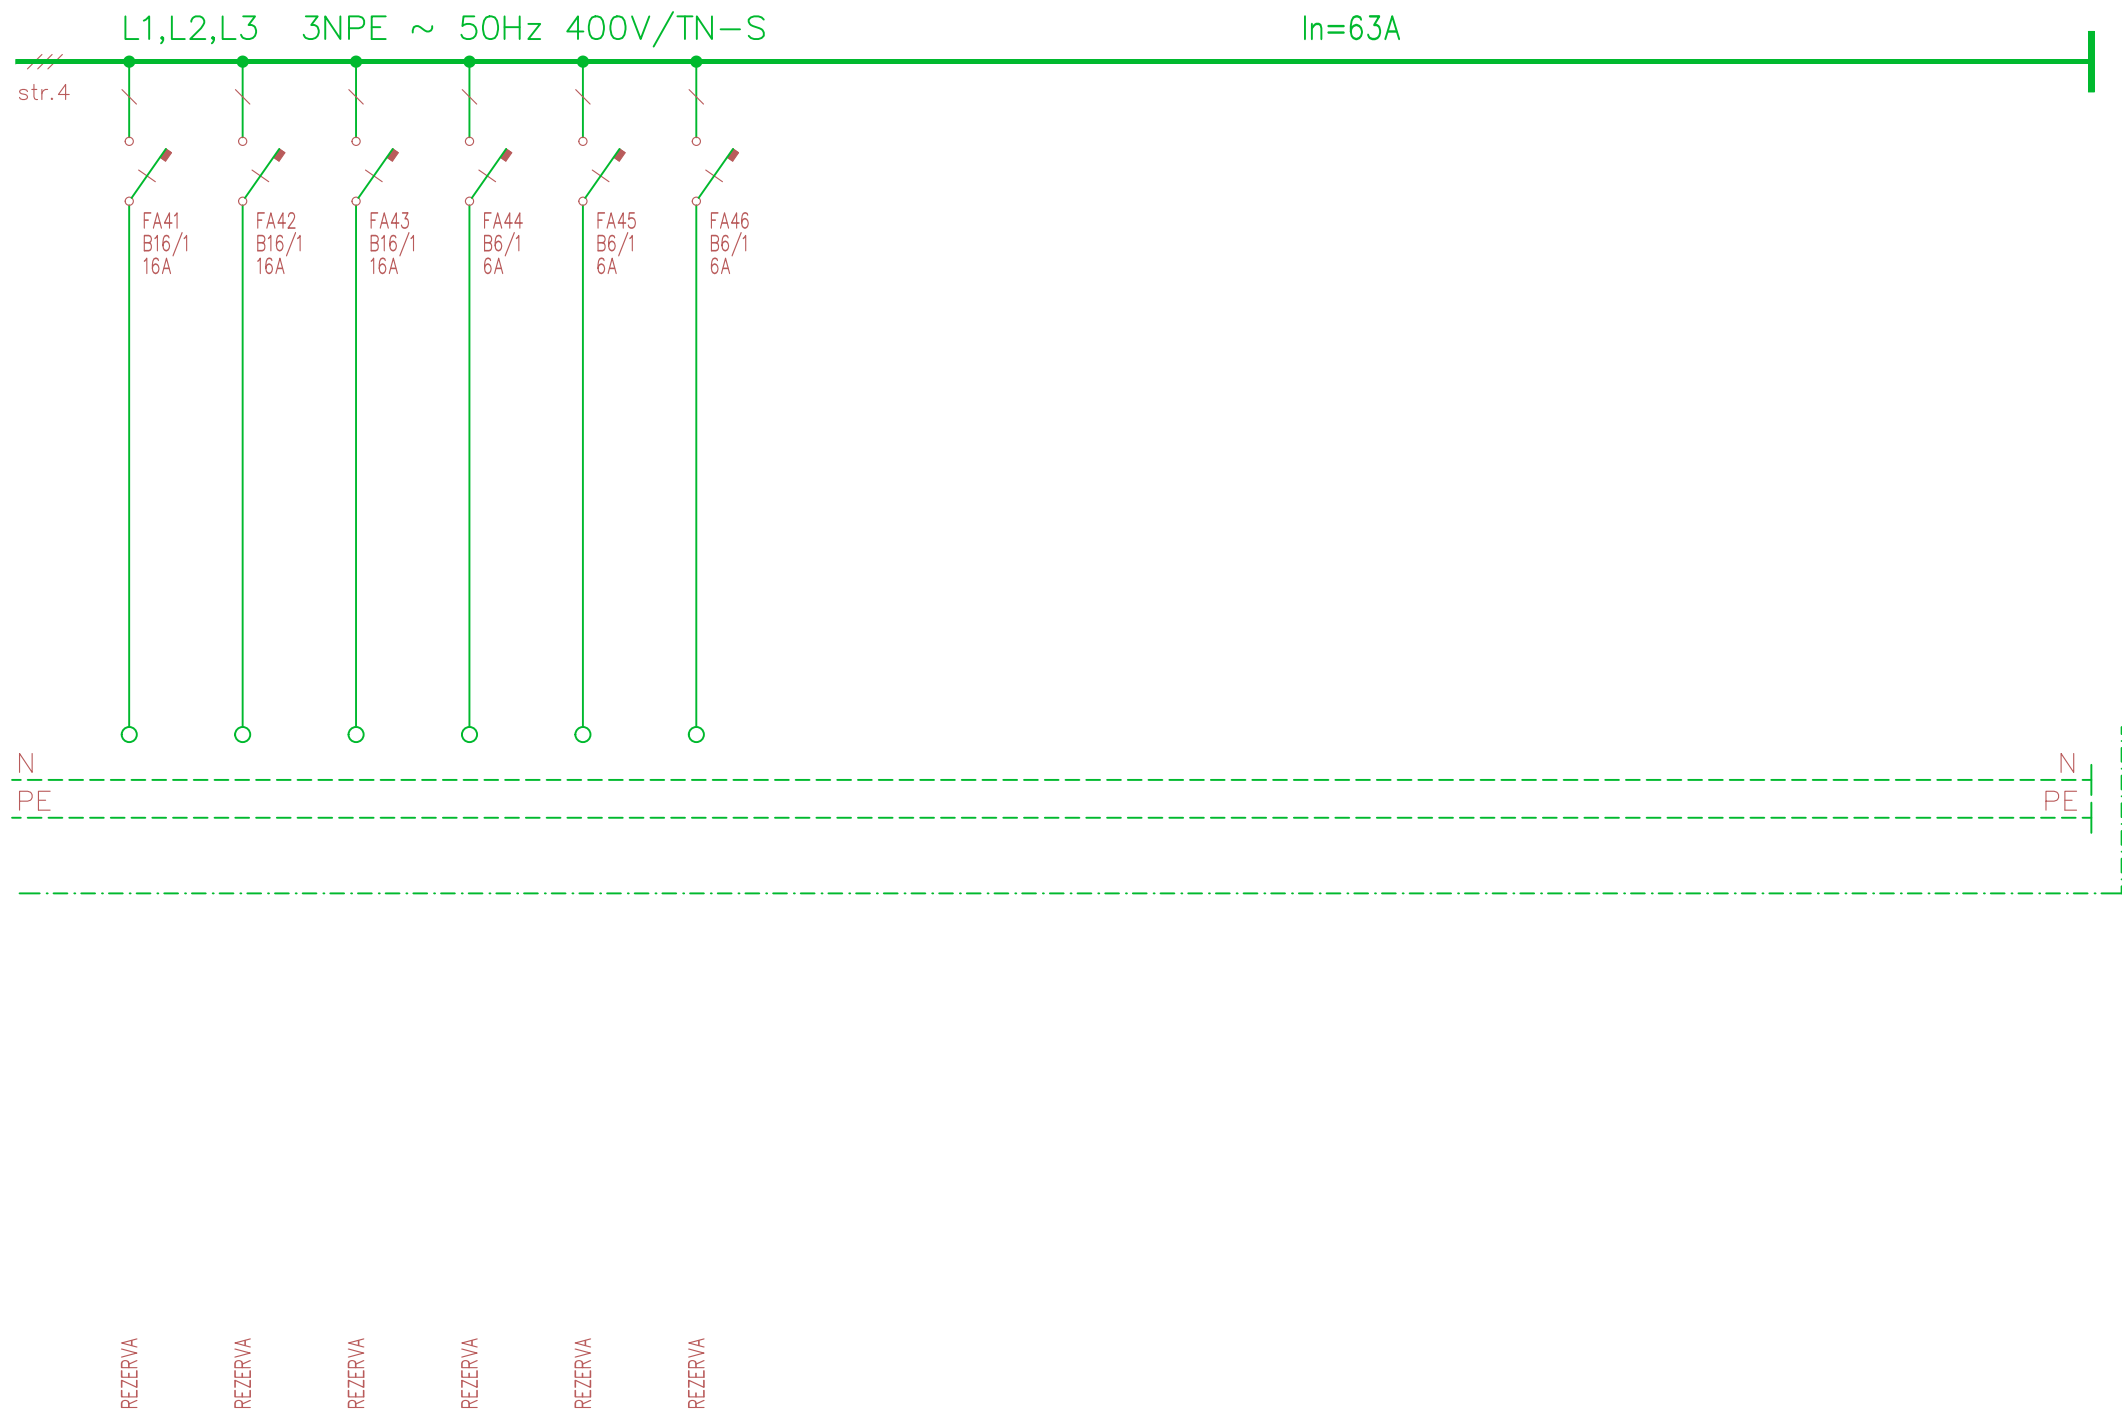 L1,L2,L3 3NPE ~ 50Hz 400V/TN-S
In=63A
str.4
FA41
B16/1
16A
FA42
B16/1
16A
FA43
B16/1
16A
FA44
B6/1
6A
FA45
B6/1
6A
FA46
B6/1
6A
N
N
PE
PE
REZERVA
REZERVA
REZERVA
REZERVA
REZERVA
REZERVA